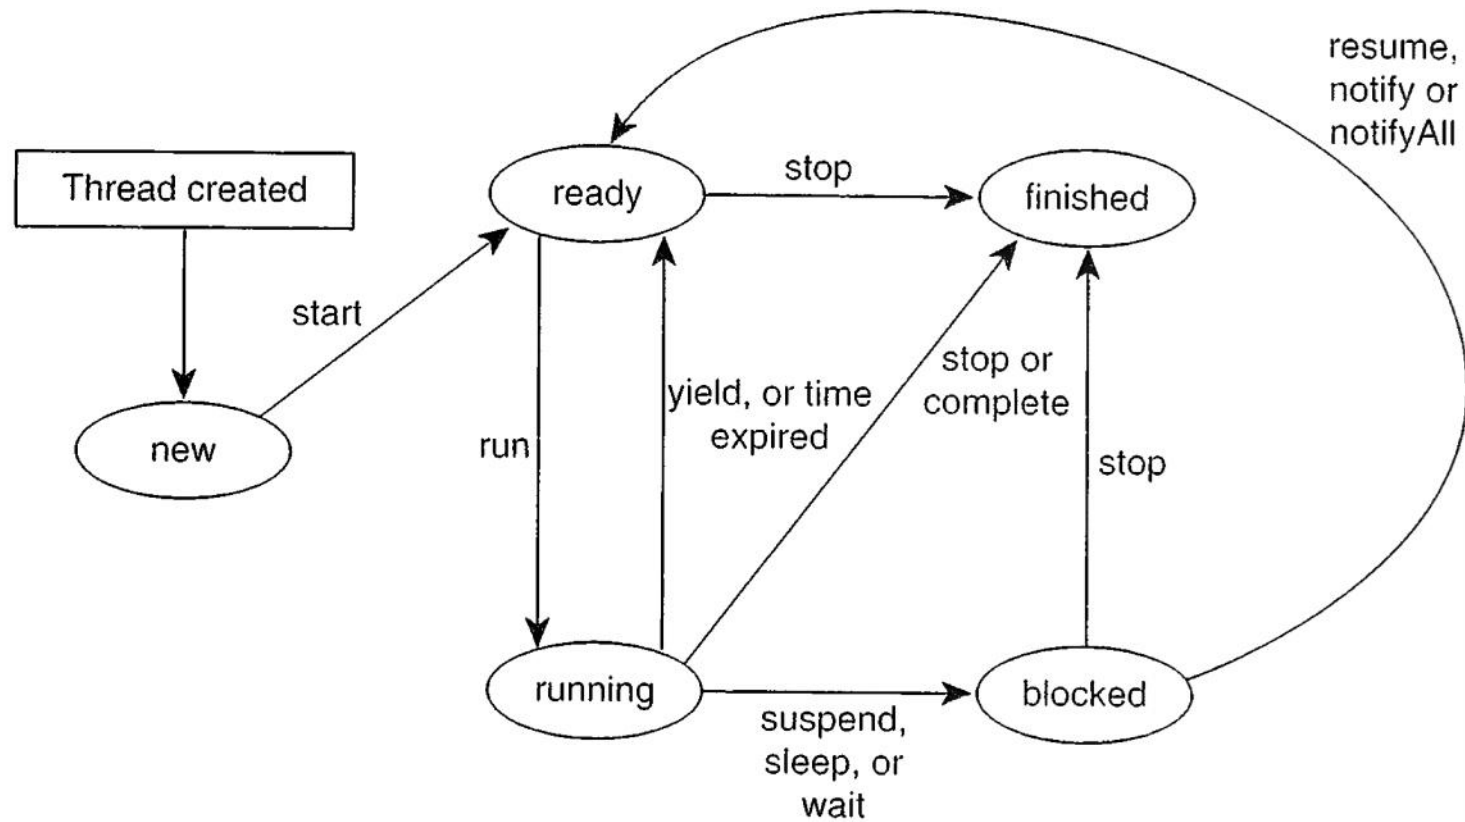 resume,
notify or
notifyAll
Thread created
ready
stop
finished
start
new
run
yield, or time
expired
stop or
complete
stop
running
suspend,
sleep, or
wait
blocked